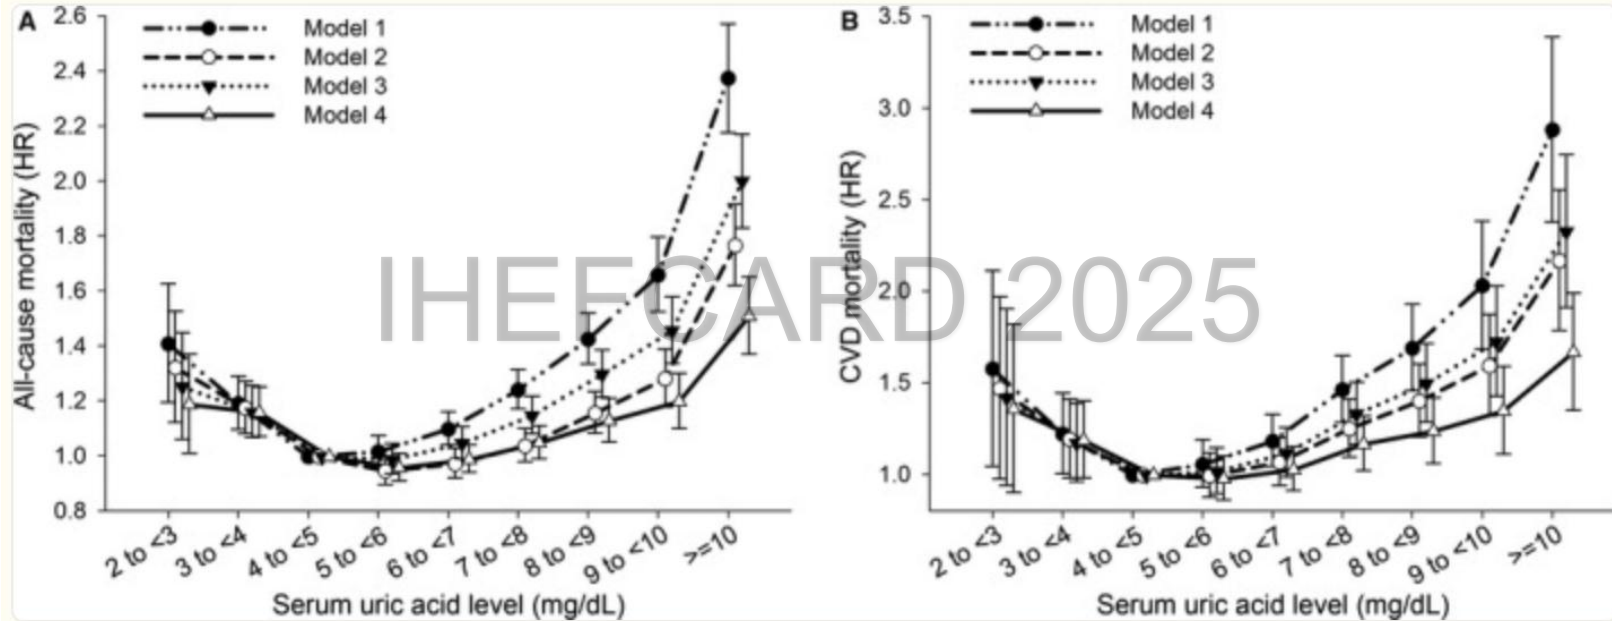 A
All-cause mortality (HR)
2.6
2.4
2.2
2.0
1.8
1.6
1.4
1.2
1.0
0.8
Model 1
Model 2
Model 3
Model 4
2 to <3
3 to <4
4 to <5
5 to <6
6 to <7
7 to <8
8 to <9
9 to <10
>=10
Serum uric acid level (mg/dL)
B
CVD mortality (HR)
3.5
3.0
2.5
2.0
1.5
1.0
Model 1
Model 2
Model 3
Model 4
2 to <3
3 to <4
4 to <5
5 to <6
6 to <7
7 to <8
8 to <9
9 to <10
>=10
Serum uric acid level (mg/dL)
IHEFCARD 2025